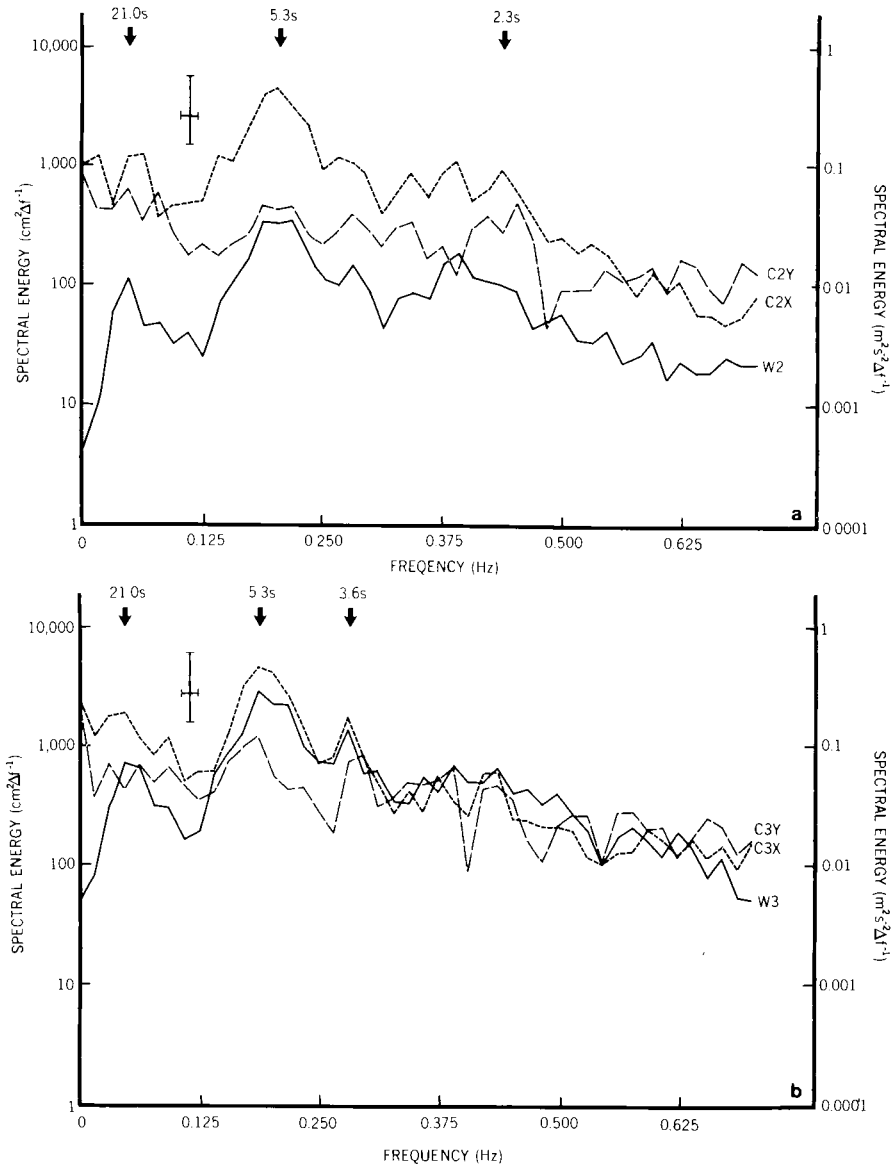 21.0s 5.3s 2.3s
10,000
1,000
100
10
1
SPECTRAL ENERGY (cm²Δf⁻¹)
1
0.1
0.01
0.001
0.0001
SPECTRAL ENERGY (m²s⁻²Δf⁻¹)
C2Y
C2X
W2
a
0 0.125 0.250 0.375 0.500 0.625
FREQENCY (Hz)
21 0s 5 3s 3.6s
10,000
1,000
100
10
1
SPECTRAL ENERGY (cm²Δf⁻¹)
1
0.1
0.01
0.001
0.0001
SPECTRAL ENERGY (m²s⁻²Δf⁻¹)
C3Y
C3X
W3
b
0 0.125 0.250 0.375 0.500 0.625
FREQUENCY (Hz)